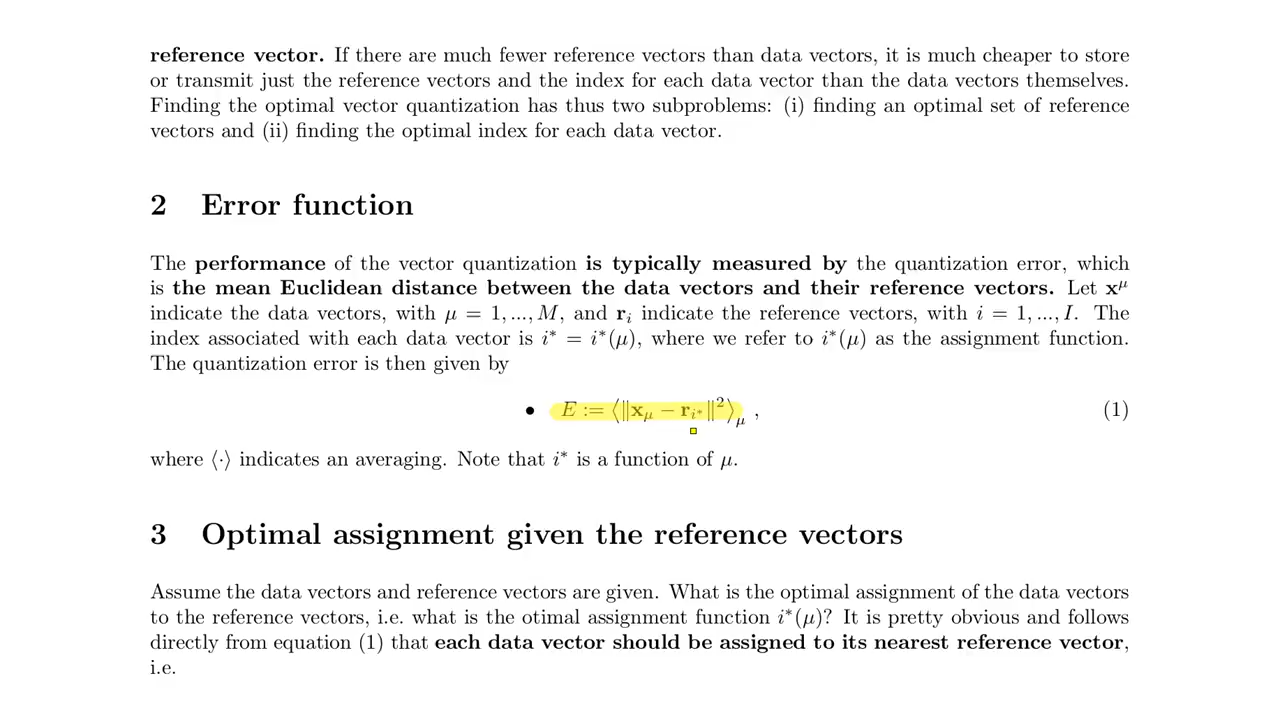 reference vector. If there are much fewer reference vectors than data vectors, it is much cheaper to store
or transmit just the reference vectors and the index for each data vector than the data vectors themselves.
Finding the optimal vector quantization has thus two subproblems: (i) finding an optimal set of reference
vectors and (ii) finding the optimal index for each data vector.
2 Error function
The performance of the vector quantization is typically measured by the quantization error, which
is the mean Euclidean distance between the data vectors and their reference vectors. Let x^μ
indicate the data vectors, with μ = 1, ..., M, and r_i indicate the reference vectors, with i = 1, ..., I. The
index associated with each data vector is i* = i*(μ), where we refer to i*(μ) as the assignment function.
The quantization error is then given by
• E := ⟨‖x_μ − r_{i*}‖²⟩_μ , (1)
where ⟨·⟩ indicates an averaging. Note that i* is a function of μ.
3 Optimal assignment given the reference vectors
Assume the data vectors and reference vectors are given. What is the optimal assignment of the data vectors
to the reference vectors, i.e. what is the otimal assignment function i*(μ)? It is pretty obvious and follows
directly from equation (1) that each data vector should be assigned to its nearest reference vector,
i.e.